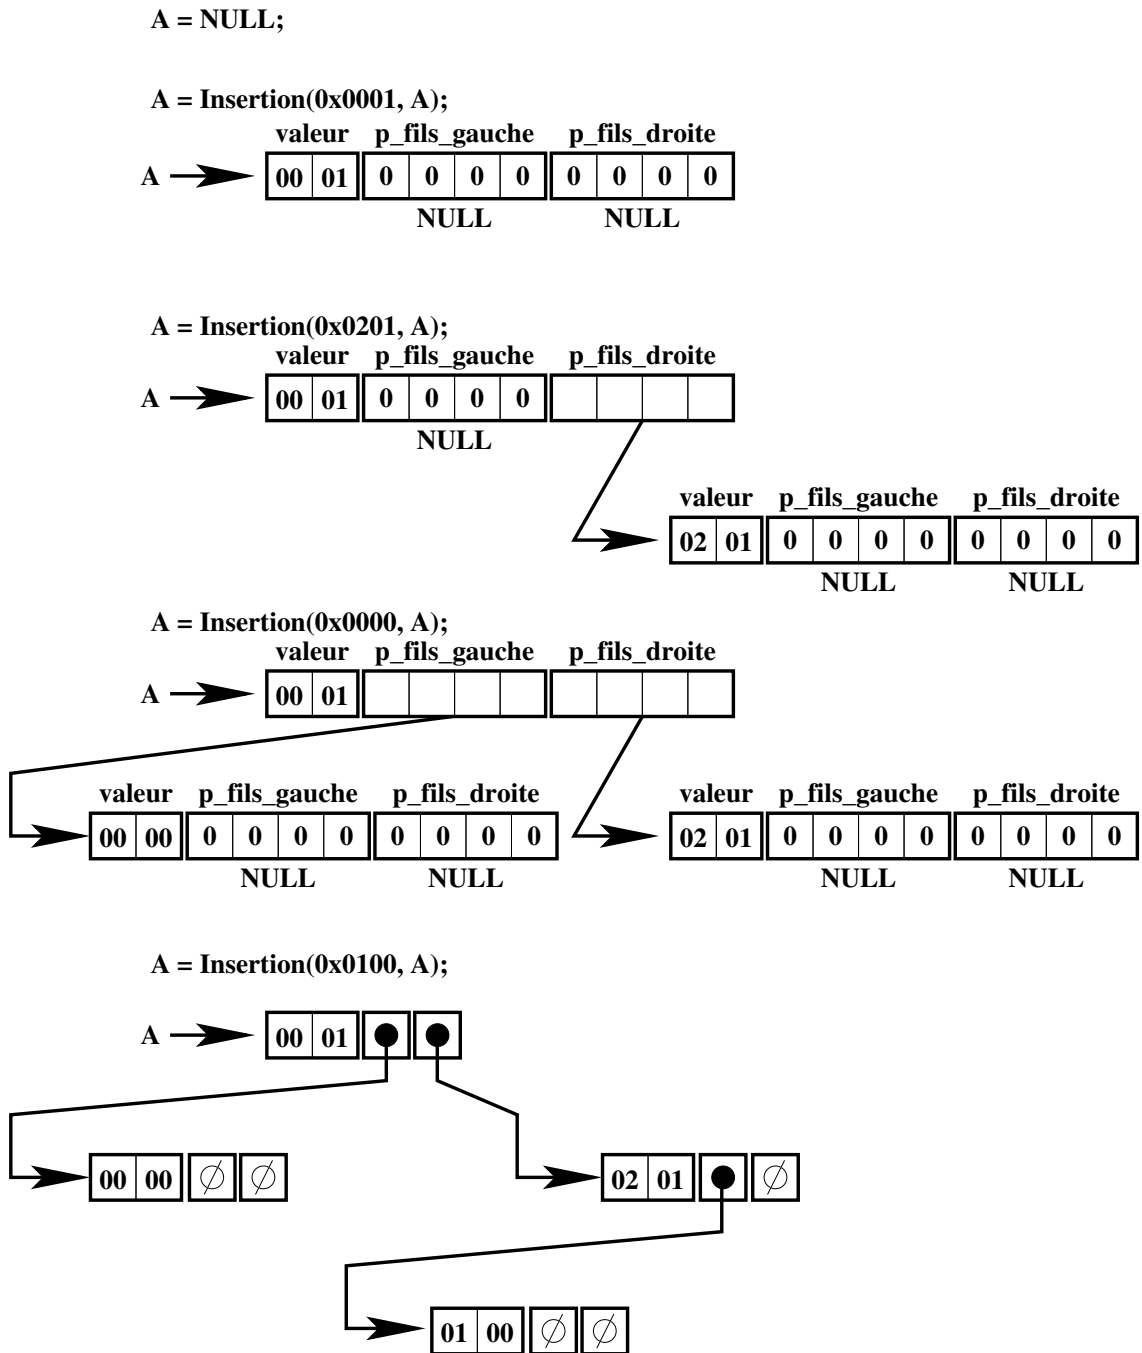 A = NULL;
A = Insertion(0x0001, A);
valeur p_fils_gauche p_fils_droite
A 00 01 0 0 0 0 0 0 0 0
NULL NULL
A = Insertion(0x0201, A);
valeur p_fils_gauche p_fils_droite
A 00 01 0 0 0 0
NULL
valeur p_fils_gauche p_fils_droite
02 01 0 0 0 0 0 0 0 0
NULL NULL
A = Insertion(0x0000, A);
valeur p_fils_gauche p_fils_droite
A 00 01
valeur p_fils_gauche p_fils_droite valeur p_fils_gauche p_fils_droite
00 00 0 0 0 0 0 0 0 0 02 01 0 0 0 0 0 0 0 0
NULL NULL NULL NULL
A = Insertion(0x0100, A);
A 00 01
00 00 ∅ ∅ 02 01 ∅
01 00 ∅ ∅